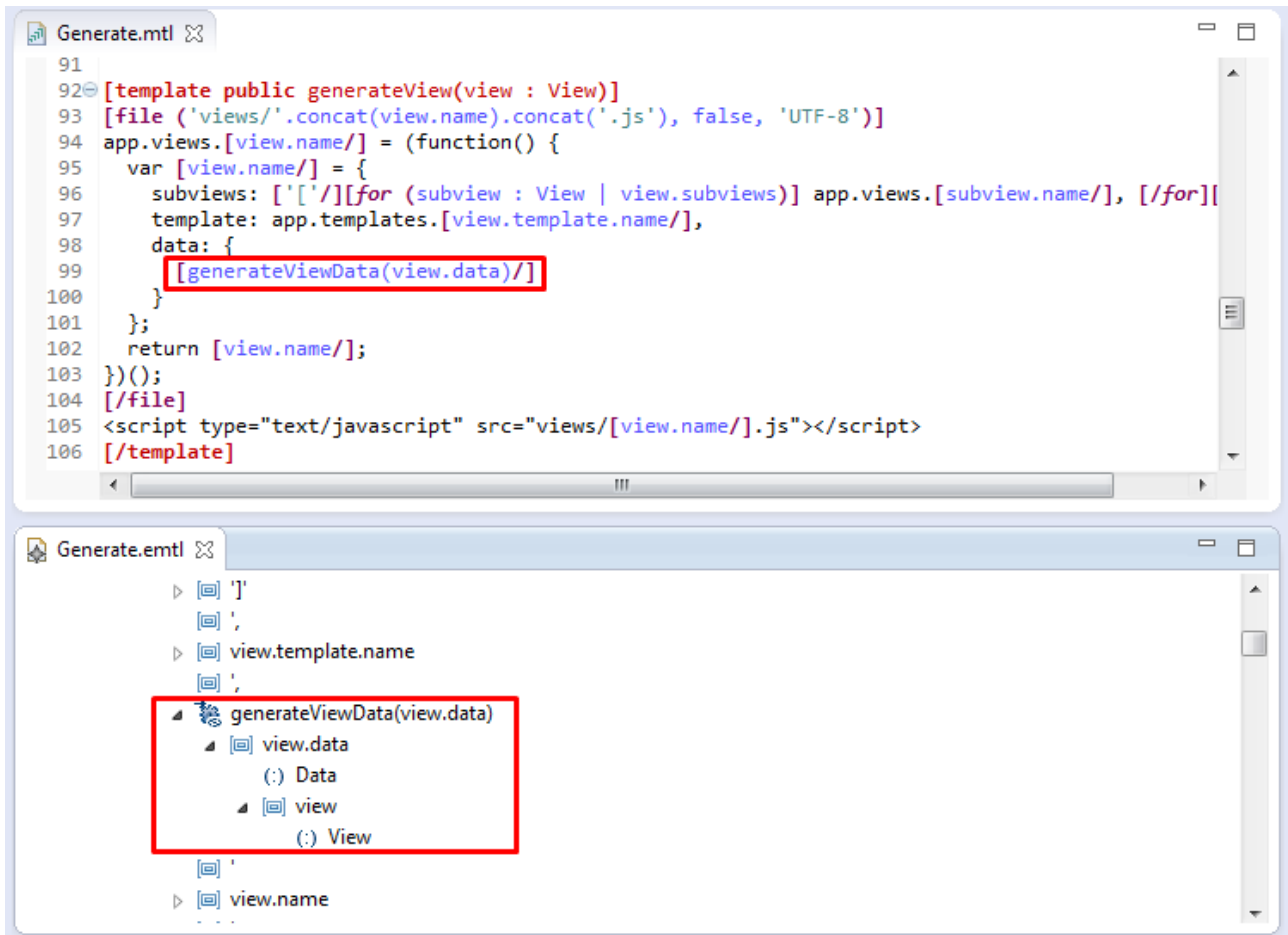 Generate.mtl
91
92 [template public generateView(view : View)]
93 [file ('views/'.concat(view.name).concat('.js'), false, 'UTF-8')]
94 app.views.[view.name/] = (function() {
95 var [view.name/] = {
96 subviews: ['['/][for (subview : View | view.subviews)] app.views.[subview.name/], [/for][
97 template: app.templates.[view.template.name/],
98 data: {
99 [generateViewData(view.data)/]
100 }
101 };
102 return [view.name/];
103 })();
104 [/file]
105 <script type="text/javascript" src="views/[view.name/].js"></script>
106 [/template]
Generate.emtl
']'
',
view.template.name
',
generateViewData(view.data)
view.data
(:) Data
view
(:) View
'
view.name